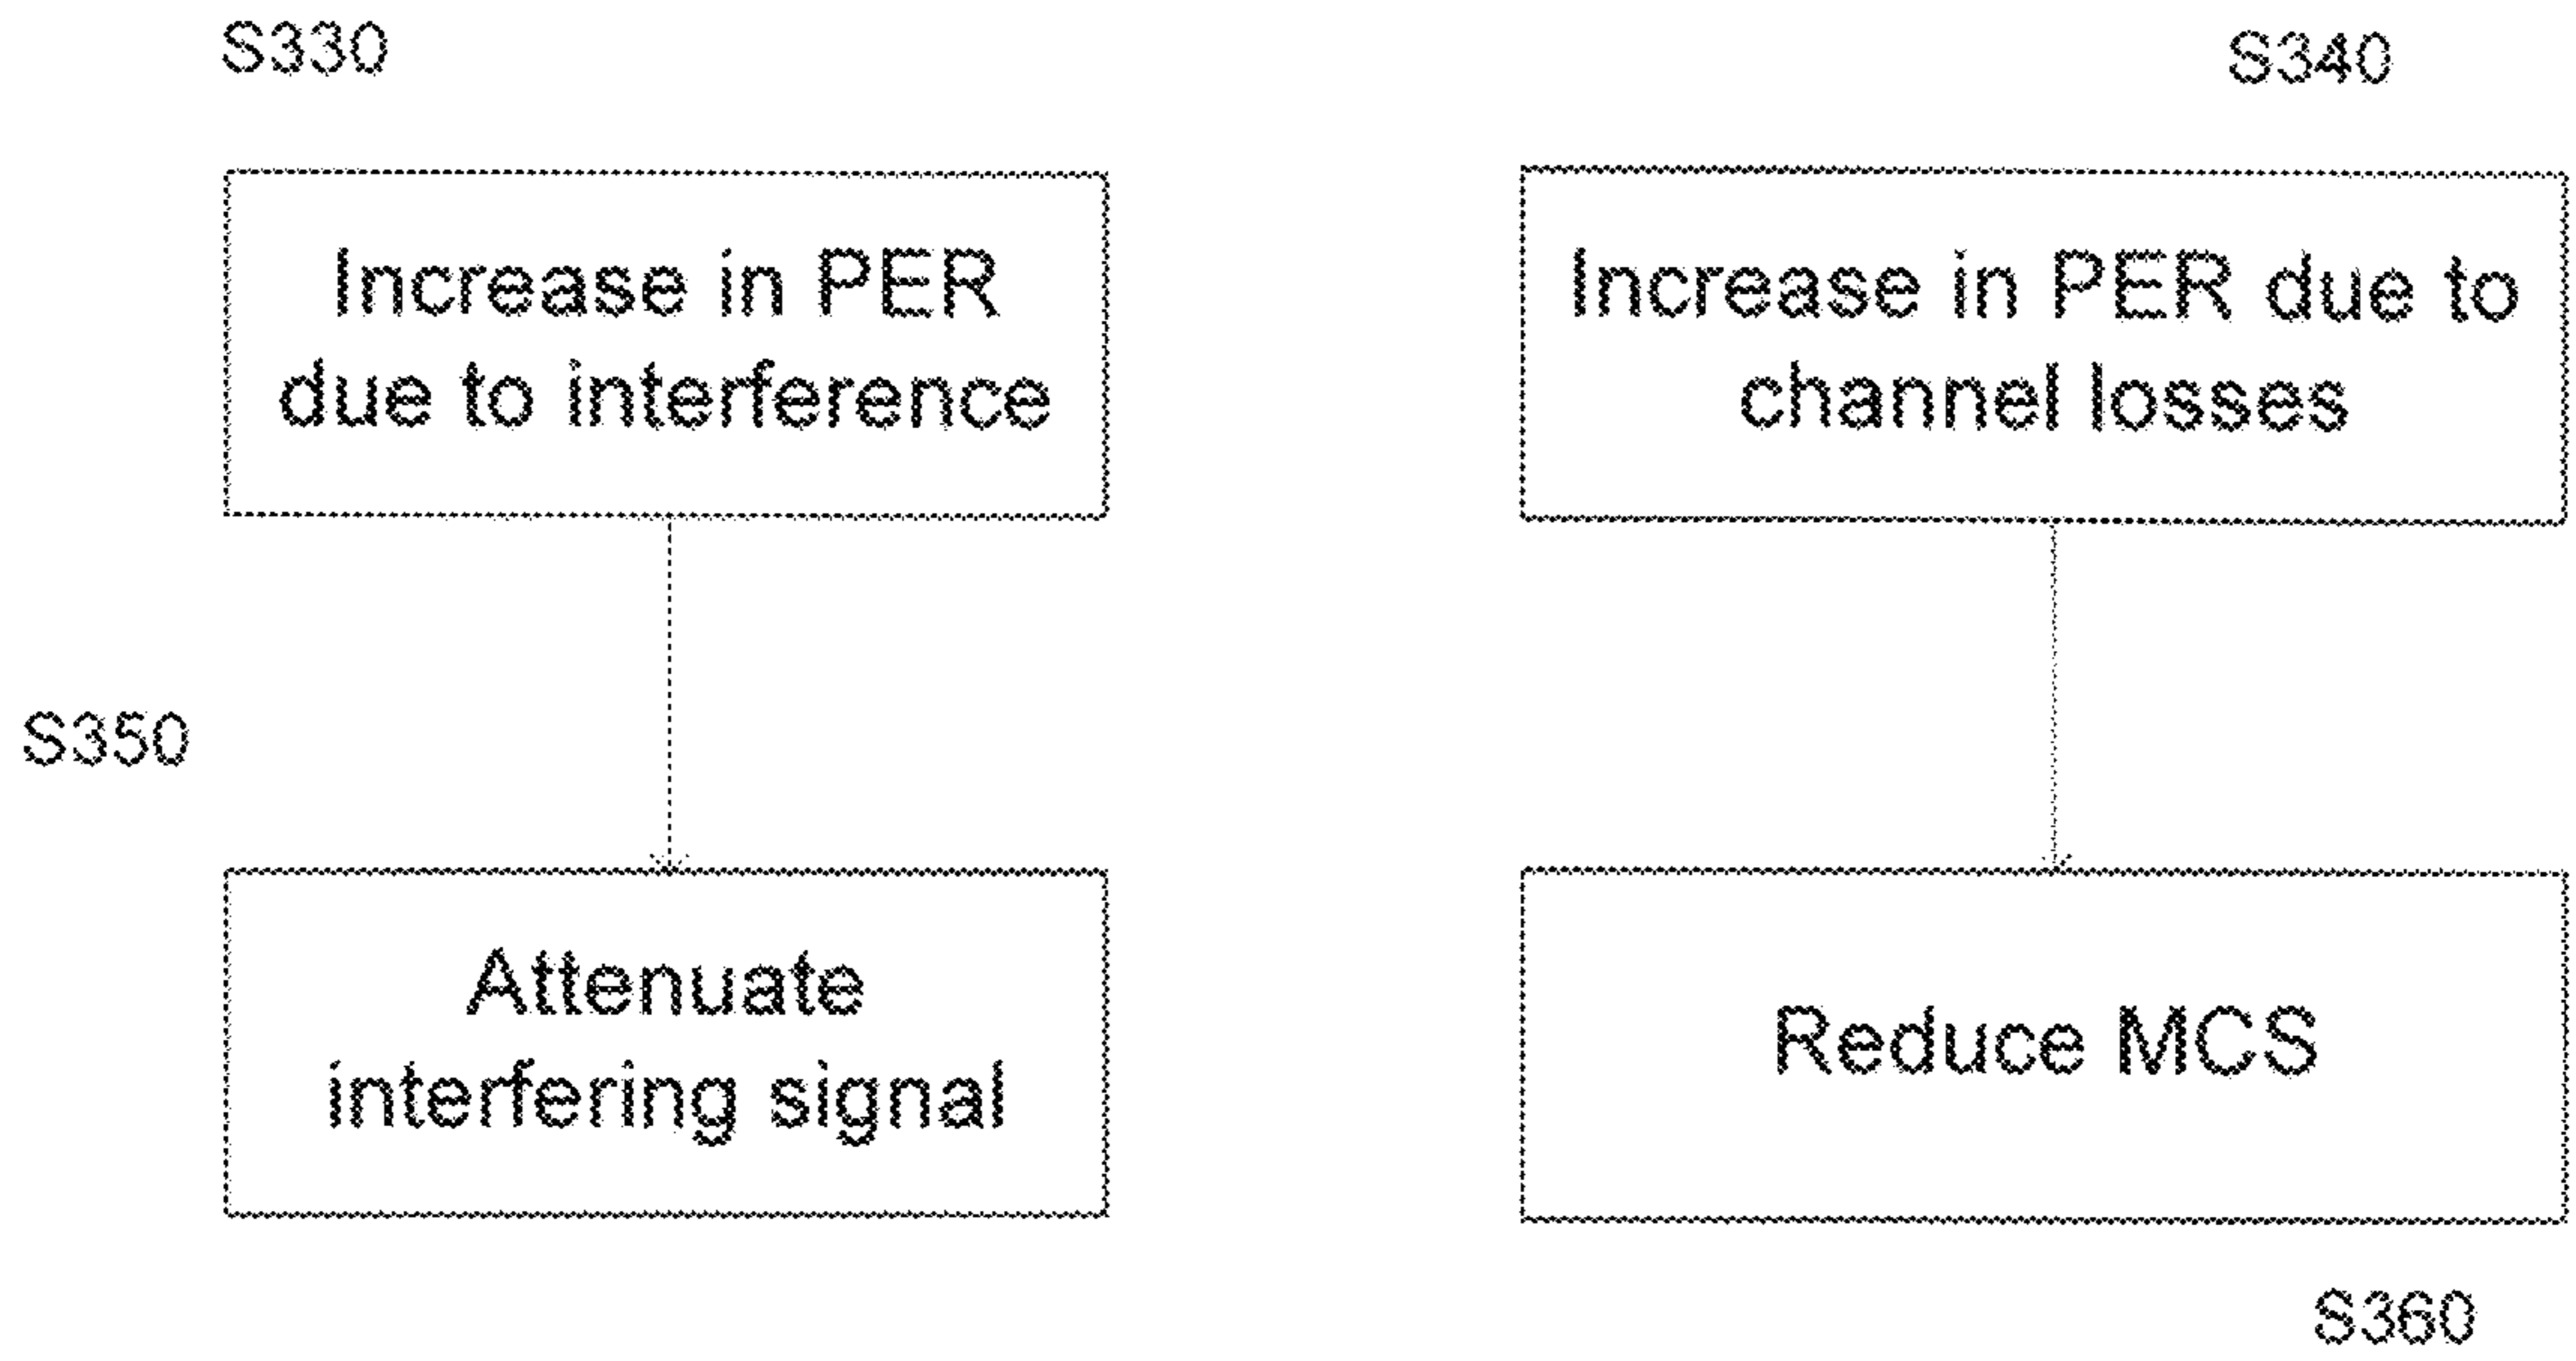 S330
S340
Increase in PER
due to interference
Increase in PER due to
channel losses
S350
Attenuate
interfering signal
Reduce MCS
S360